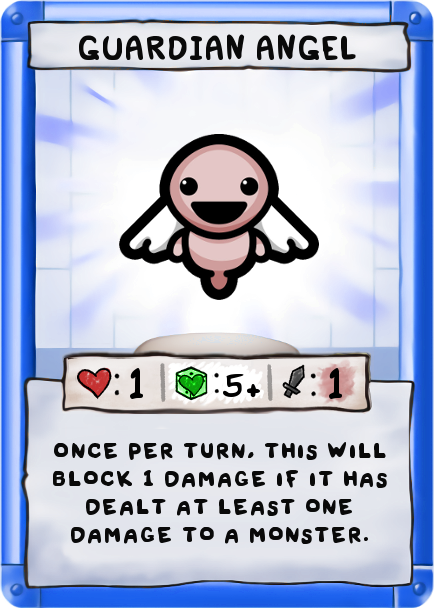 GUARDIAN ANGEL
:1 :5+ :1
ONCE PER TURN. THIS WILL
BLOCK 1 DAMAGE IF IT HAS
DEALT AT LEAST ONE
DAMAGE TO A MONSTER.